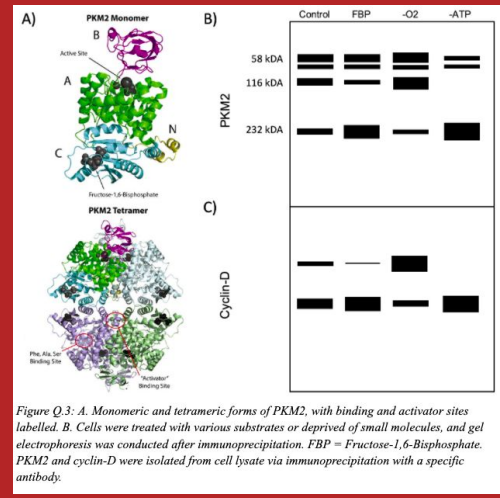 A)
PKM2 Monomer
B
Active Site
A
N
C
Fructose-1,6-Bisphosphate
PKM2 Tetramer
Phe, Ala, Ser
Binding Site
"Activator"
Binding Site
B)
Control FBP -O2 -ATP
58 kDA
116 kDA
232 kDA
PKM2
C)
Cyclin-D
Figure Q.3: A. Monomeric and tetrameric forms of PKM2, with binding and activator sites
labelled. B. Cells were treated with various substrates or deprived of small molecules, and gel
electrophoresis was conducted after immunoprecipitation. FBP = Fructose-1,6-Bisphosphate.
PKM2 and cyclin-D were isolated from cell lysate via immunoprecipitation with a specific
antibody.